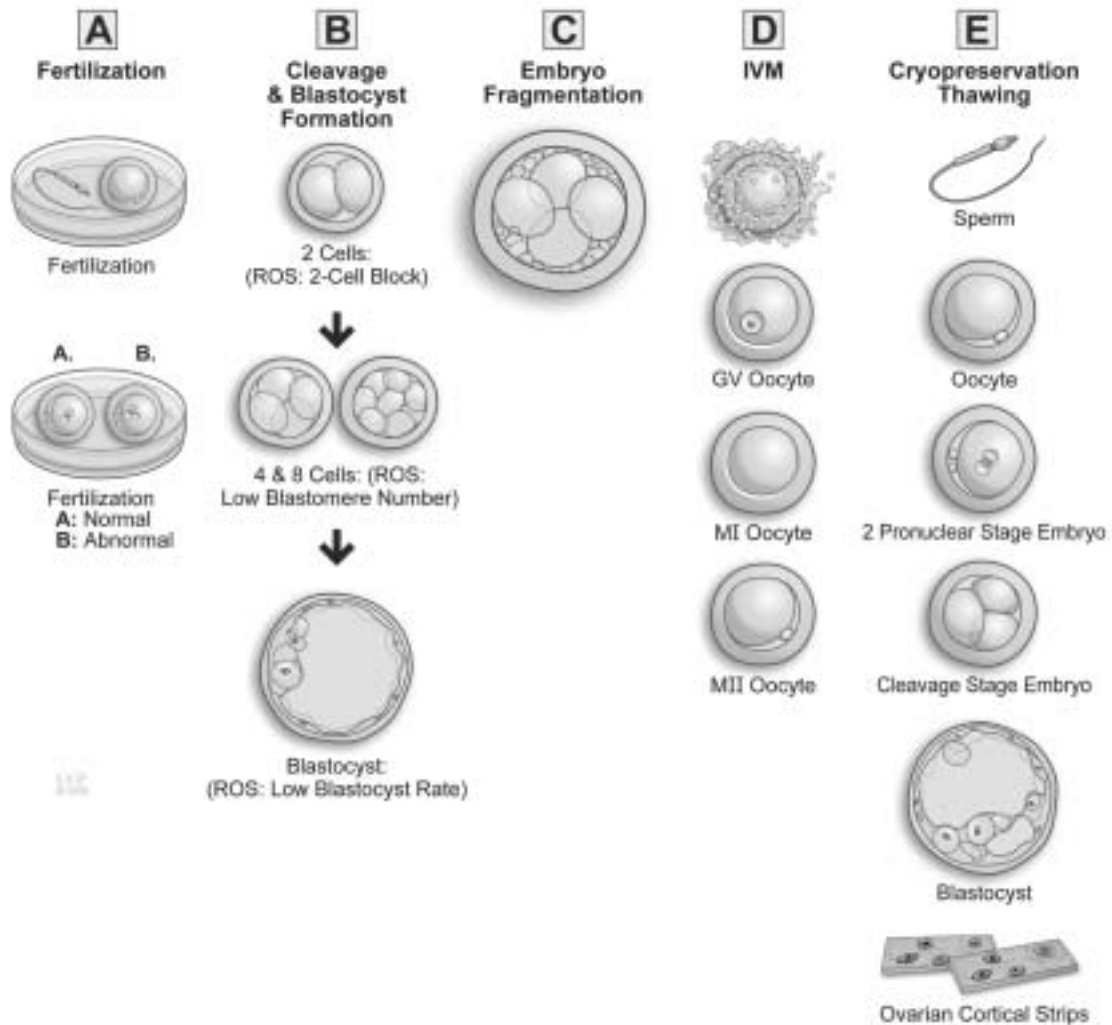 A
Fertilization
Fertilization
A. B.
Fertilization
A: Normal
B: Abnormal
B
Cleavage
& Blastocyst
Formation
2 Cells:
(ROS: 2-Cell Block)
4 & 8 Cells: (ROS:
Low Blastomere Number)
Blastocyst:
(ROS: Low Blastocyst Rate)
C
Embryo
Fragmentation
D
IVM
GV Oocyte
MI Oocyte
MII Oocyte
E
Cryopreservation
Thawing
Sperm
Oocyte
2 Pronuclear Stage Embryo
Cleavage Stage Embryo
Blastocyst
Ovarian Cortical Strips